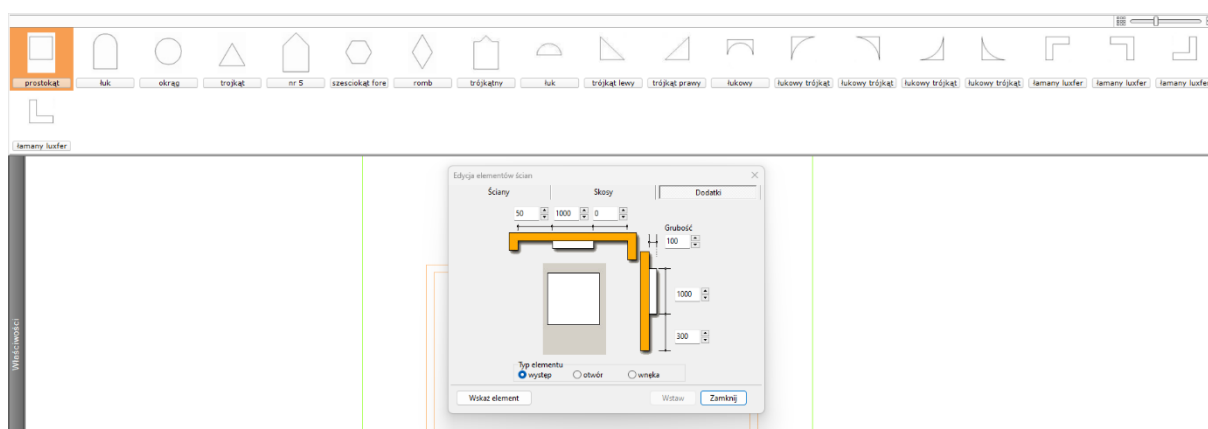 prostokąt łuk okrąg trojkąt nr 5 szesciokąt fore romb trójkątny łuk trójkąt lewy trójkąt prawy łukowy łukowy trójkąt łukowy trójkąt łukowy trójkąt łukowy trójkąt łamany luxfer łamany luxfer łamany luxfer
łamany luxfer
Właściwości
Edycja elementów ścian
Ściany Skosy Dodatki
50 1000 0
Grubość
100
1000
300
Typ elementu
występ otwór wnęka
Wskaż element Wstaw Zamknij